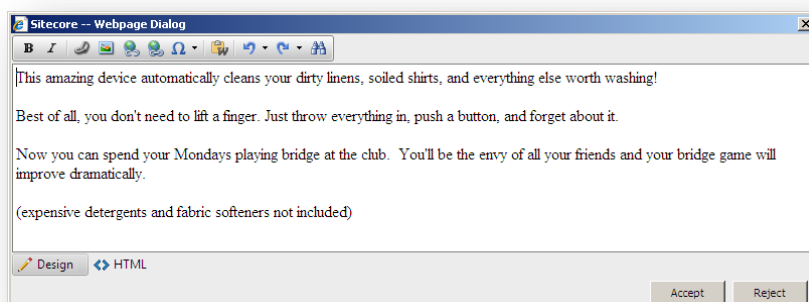 Sitecore -- Webpage Dialog
B I Ω
This amazing device automatically cleans your dirty linens, soiled shirts, and everything else worth washing!
Best of all, you don't need to lift a finger. Just throw everything in, push a button, and forget about it.
Now you can spend your Mondays playing bridge at the club.  You'll be the envy of all your friends and your bridge game will
improve dramatically.
(expensive detergents and fabric softeners not included)
Design <> HTML
Accept Reject